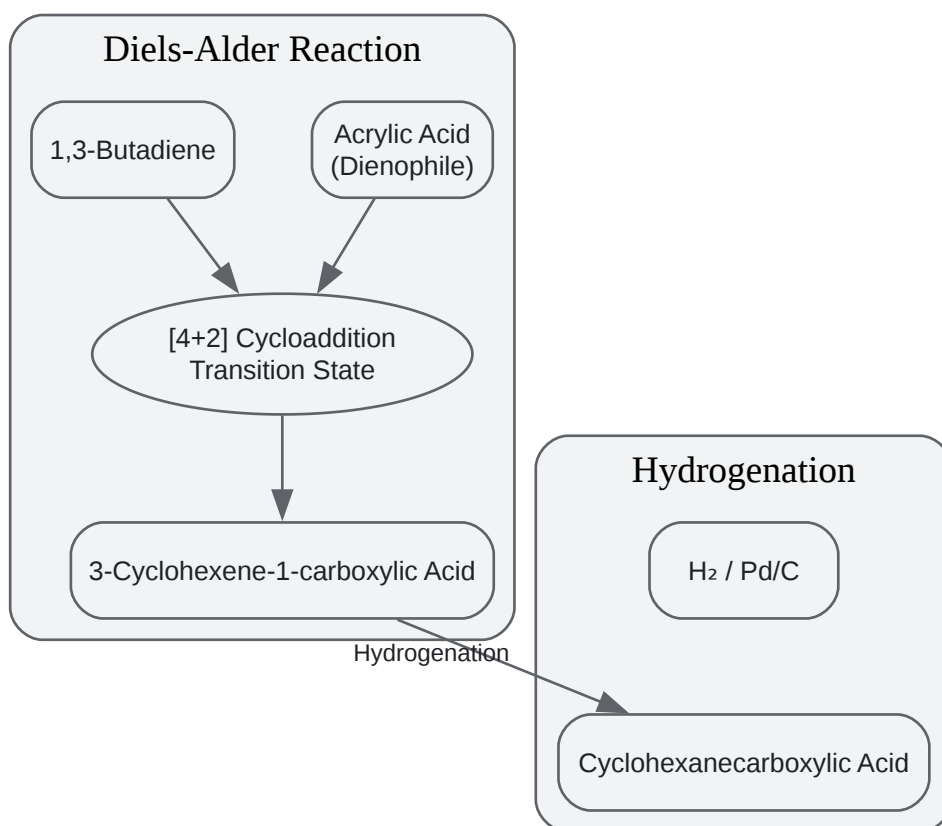 Diels-Alder Reaction
1,3-Butadiene
Acrylic Acid
(Dienophile)
[4+2] Cycloaddition
Transition State
3-Cyclohexene-1-carboxylic Acid
Hydrogenation
Hydrogenation
H₂ / Pd/C
Cyclohexanecarboxylic Acid